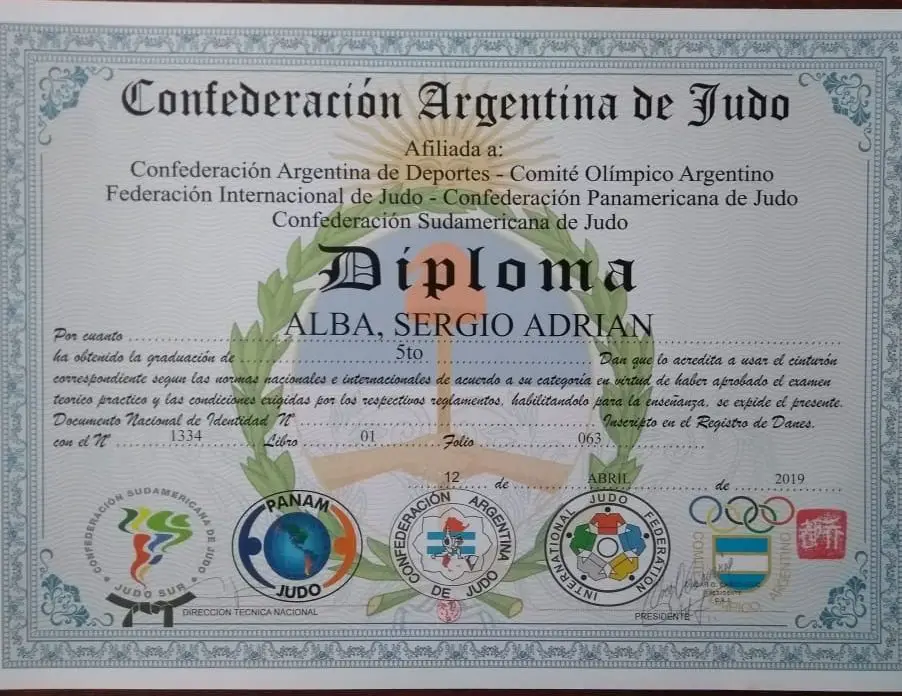 Confederación Argentina de Judo
Afiliada a:
Confederación Argentina de Deportes - Comité Olímpico Argentino
Federación Internacional de Judo - Confederación Panamericana de Judo
Confederación Sudamericana de Judo
Diploma
Por cuanto ALBA, SERGIO ADRIAN
ha obtenido la graduación de 5to Dan que lo acredita a usar el cinturón
correspondiente segun las normas nacionales e internacionales de acuerdo a su categoría en virtud de haber aprobado el examen
teorico practico y las condiciones exigidas por los respectivos reglamentos, habilitandolo para la enseñanza, se expide el presente.
Documento Nacional de Identidad N° Inscripto en el Registro de Danes.
con el N° 1334 Libro 01 Folio 063
12 de ABRIL de 2019
CONFEDERACIÓN SUDAMERICANA DE JUDO
JUDO SUR
PANAM
JUDO
CONFEDERACIÓN ARGENTINA
DE JUDO
INTERNATIONAL JUDO FEDERATION
COMITÉ OLÍMPICO ARGENTINO
DIRECCION TECNICA NACIONAL
PRESIDENTE